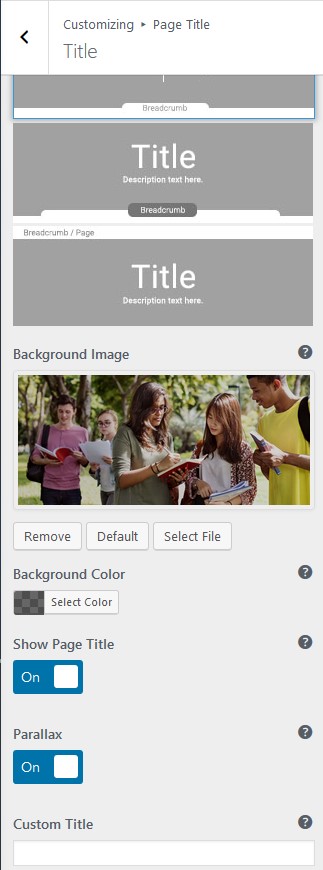 Customizing ▸ Page Title
Title
Breadcrumb
Title
Description text here.
Breadcrumb
Breadcrumb / Page
Title
Description text here.
Background Image
Remove Default Select File
Background Color
Select Color
Show Page Title
On
Parallax
On
Custom Title